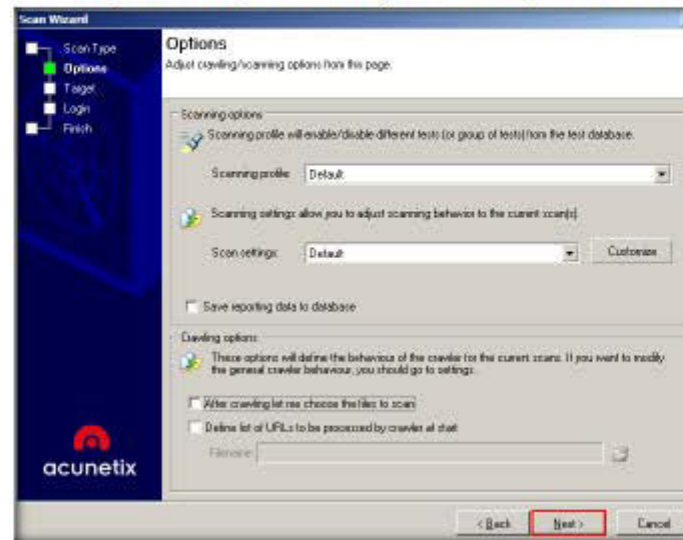 Scan Wizard
Scan Type
Options
Target
Login
Finish
acunetix
Options
Adjust crawling/scanning options from this page.
Scanning options
Scanning profile will enable/disable different tests (or group of tests) from the test database.
Scanning profile: Default
Scanning settings allow you to adjust scanning behavior to the current scan(s).
Scan settings: Default Customize
Save reporting data to database
Crawling options
These options will define the behaviour of the crawler for the current scans. If you want to modify
the general crawler behaviour, you should go to settings.
After crawling let me choose the files to scan
Define list of URLs to be processed by crawler at start
Filename:
< Back Next > Cancel